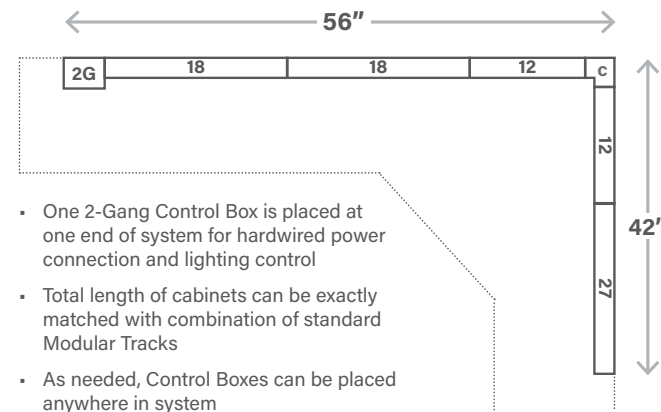 56"
2G 18 18 12 C
12
42'
27
▪ One 2-Gang Control Box is placed at
one end of system for hardwired power
connection and lighting control
▪ Total length of cabinets can be exactly
matched with combination of standard
Modular Tracks
▪ As needed, Control Boxes can be placed
anywhere in system